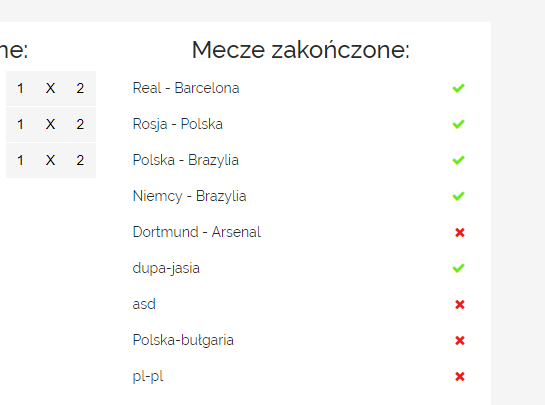 ne:
1 X 2
1 X 2
1 X 2
Mecze zakończone:
Real - Barcelona
Rosja - Polska
Polska - Brazylia
Niemcy - Brazylia
Dortmund - Arsenal
dupa-jasia
asd
Polska-bułgaria
pl-pl